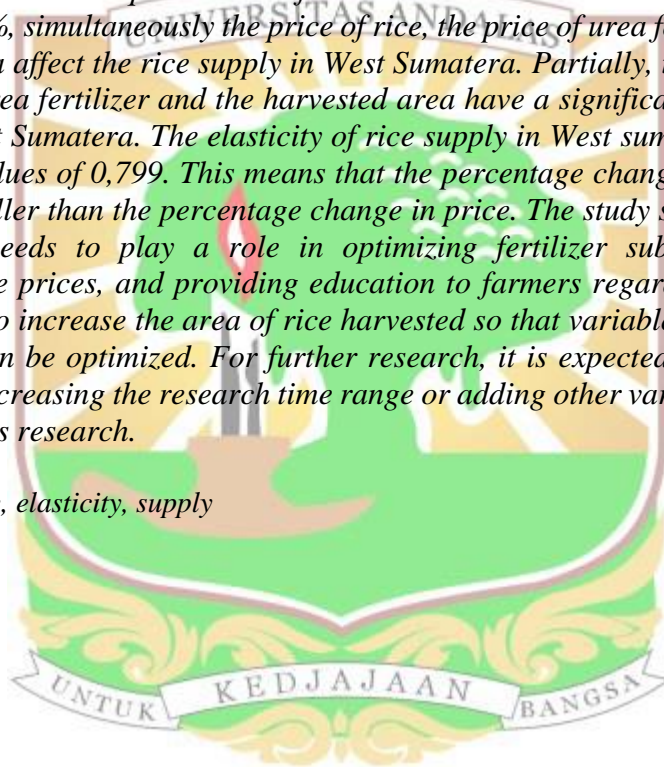 %, simultaneously the price of rice, the price of urea f
UNIVERSITAS ANDALAS
affect the rice supply in West Sumatera. Partially,
rea fertilizer and the harvested area have a significa
t Sumatera. The elasticity of rice supply in West sum
lues of 0,799. This means that the percentage chang
ller than the percentage change in price. The study s
eeds to play a role in optimizing fertilizer sub
e prices, and providing education to farmers regar
o increase the area of rice harvested so that variable
n be optimized. For further research, it is expected
creasing the research time range or adding other var
s research.
, elasticity, supply
UNTUK KEDJAJAAN BANGSA